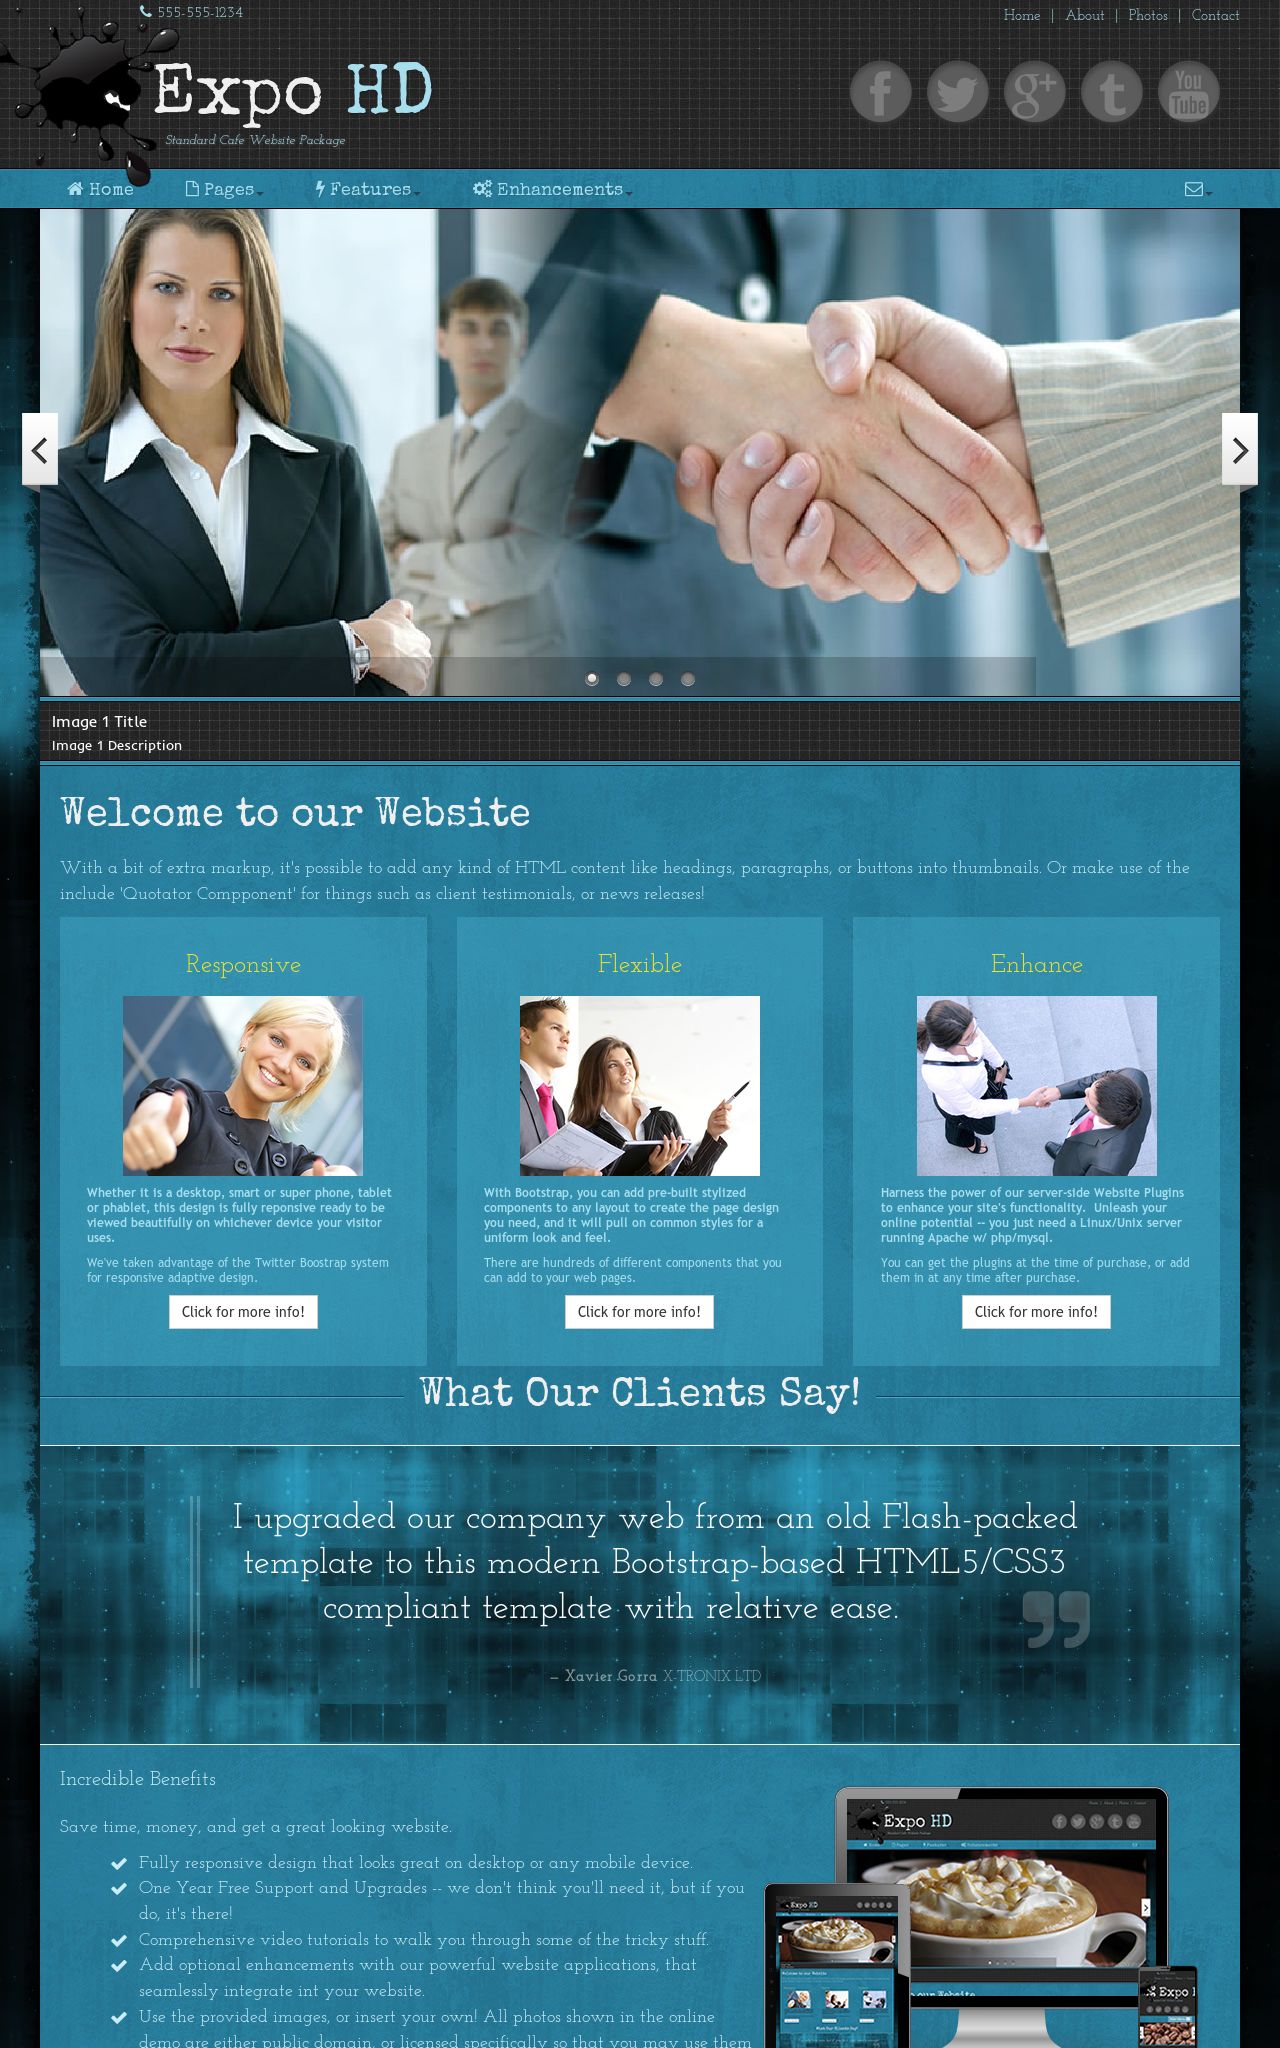 555-555-1234
Home | About | Photos | Contact
Expo HD
Standard Cafe Website Package
You
Tube
Home Pages Features Enhancements
Image 1 Title
Image 1 Description
Welcome to our Website
With a bit of extra markup, it's possible to add any kind of HTML content like headings, paragraphs, or buttons into thumbnails. Or make use of the
include 'Quotator Compponent' for things such as client testimonials, or news releases!
Responsive
Whether it is a desktop, smart or super phone, tablet
or phablet, this design is fully reponsive ready to be
viewed beautifully on whichever device your visitor
uses.
We've taken advantage of the Twitter Boostrap system
for responsive adaptive design.
Click for more info!
Flexible
With Bootstrap, you can add pre-built stylized
components to any layout to create the page design
you need, and it will pull on common styles for a
uniform look and feel.
There are hundreds of different components that you
can add to your web pages.
Click for more info!
Enhance
Harness the power of our server-side Website Plugins
to enhance your site's functionality. Unleash your
online potential -- you just need a Linux/Unix server
running Apache w/ php/mysql.
You can get the plugins at the time of purchase, or add
them in at any time after purchase.
Click for more info!
What Our Clients Say!
I upgraded our company web from an old Flash-packed
template to this modern Bootstrap-based HTML5/CSS3
compliant template with relative ease.
— Xavier Gorra X-TRONIX LTD
Incredible Benefits
Save time, money, and get a great looking website.
Fully responsive design that looks great on desktop or any mobile device.
One Year Free Support and Upgrades -- we don't think you'll need it, but if you
do, it's there!
Comprehensive video tutorials to walk you through some of the tricky stuff.
Add optional enhancements with our powerful website applications, that
seamlessly integrate int your website.
Use the provided images, or insert your own! All photos shown in the online
demo are either public domain, or licensed specifically so that you may use them
Expo HD
Expo HD